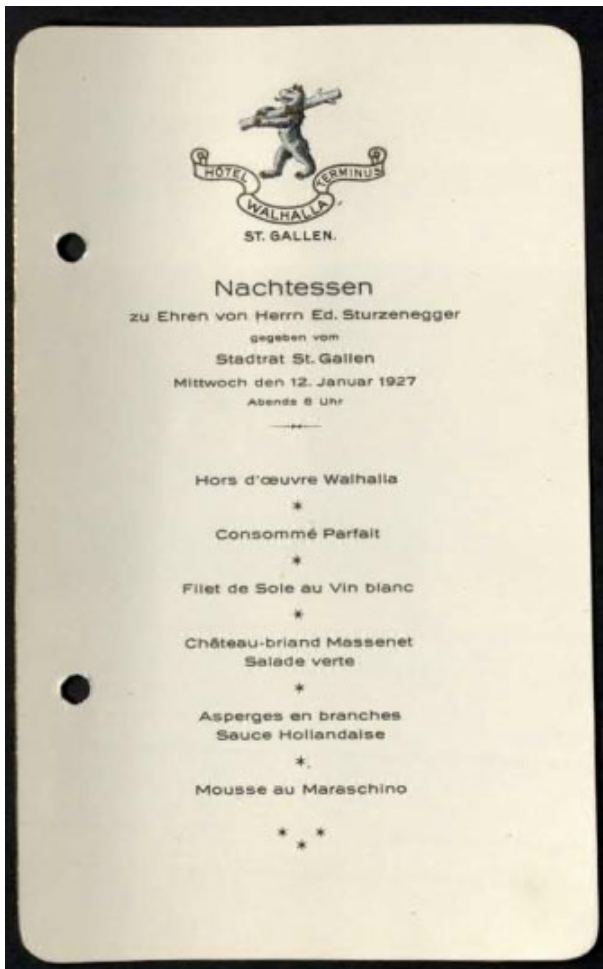 HÔTEL WALHALLA TERMINUS
ST. GALLEN.
Nachtessen
zu Ehren von Herrn Ed. Sturzenegger
gegeben vom
Stadtrat St. Gallen
Mittwoch den 12. Januar 1927
Abends 6 Uhr
Hors d'œuvre Walhalla
*
Consommé Parfait
*
Filet de Sole au Vin blanc
*
Château-briand Massenet
Salade verte
*
Asperges en branches
Sauce Hollandaise
*
Mousse au Maraschino
* * *